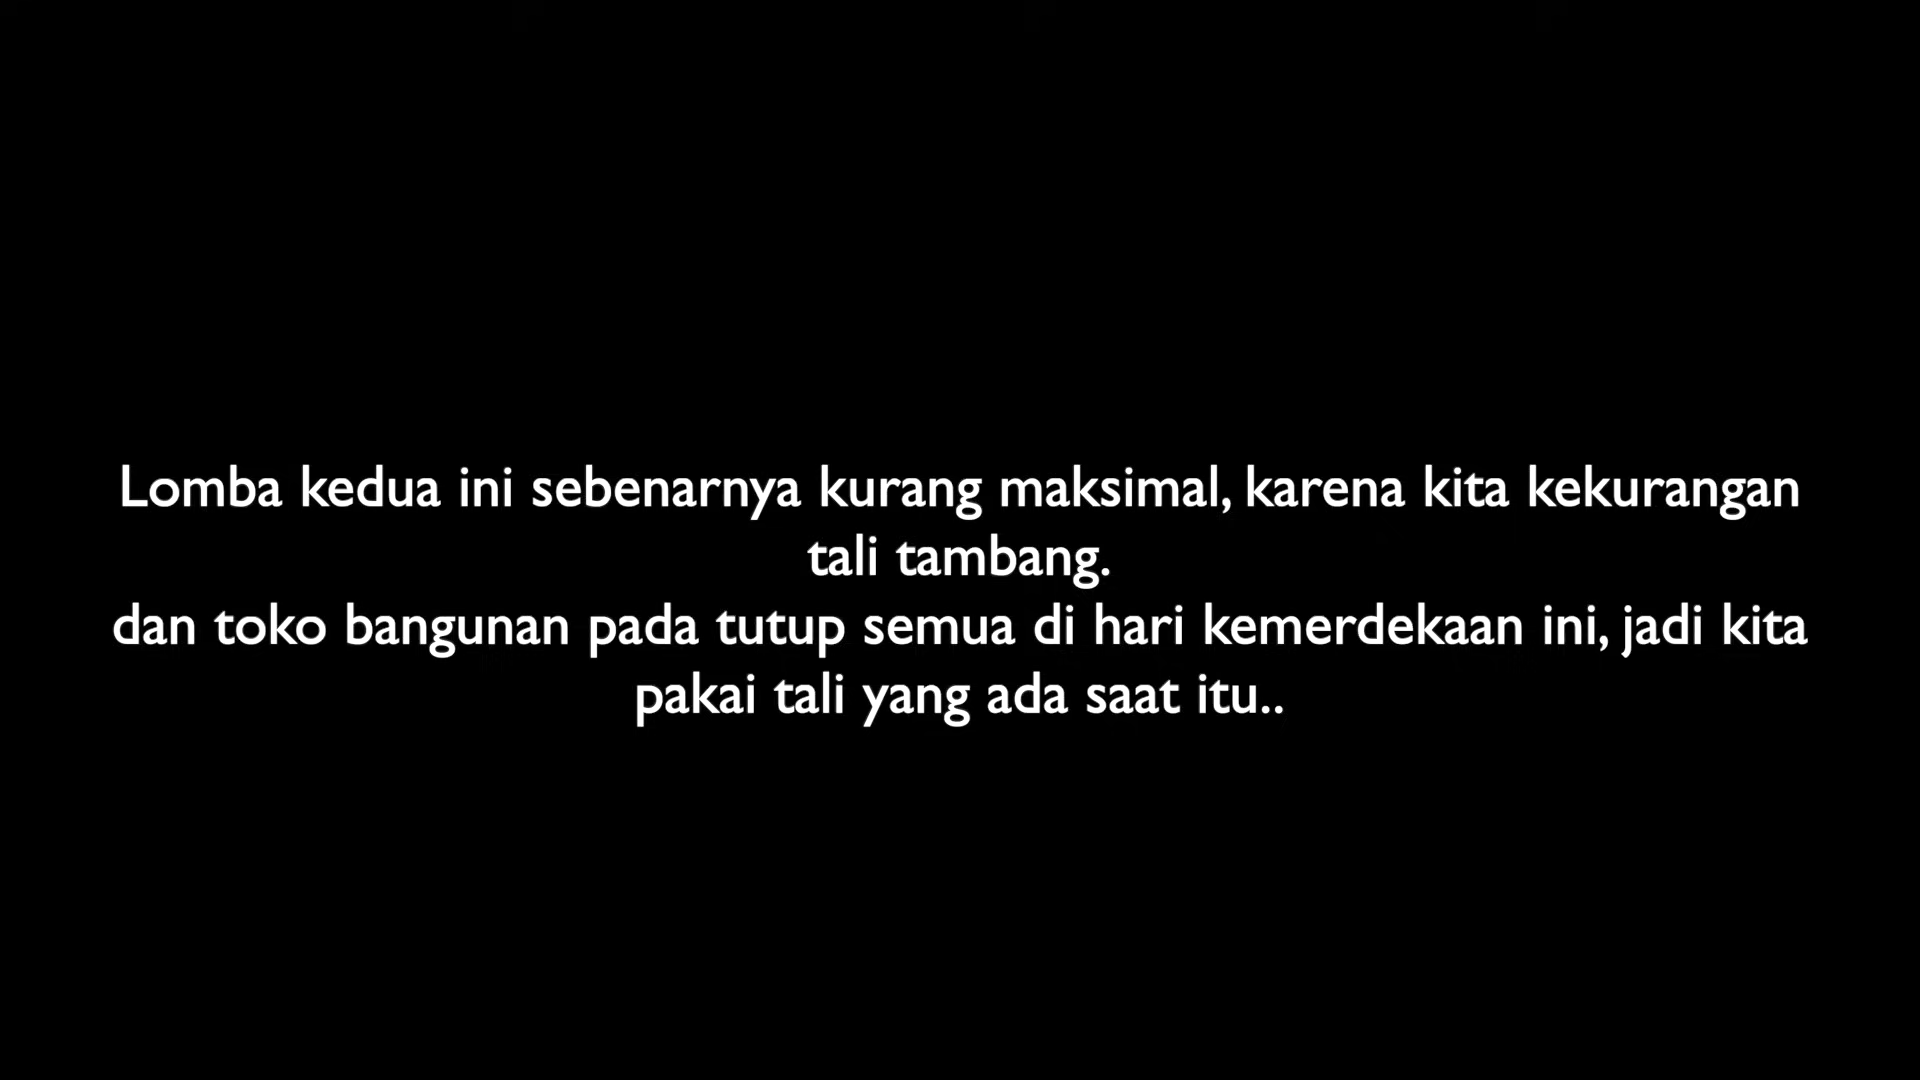 Lomba kedua ini sebenarnya kurang maksimal, karena kita kekurangan
tali tambang.
dan toko bangunan pada tutup semua di hari kemerdekaan ini, jadi kita
pakai tali yang ada saat itu..